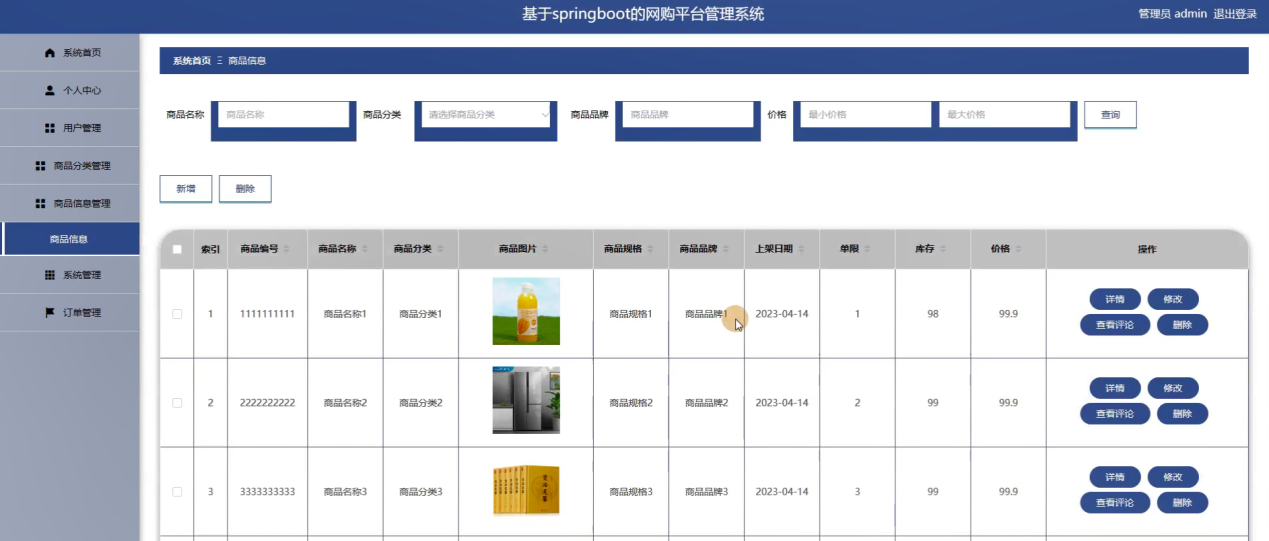 基于springboot的网购平台管理系统
管理员 admin 退出登录
系统首页
个人中心
用户管理
商品分类管理
商品信息管理
商品信息
系统管理
订单管理
系统首页 Ξ 商品信息
商品名称 商品名称 商品分类 请选择商品分类 商品品牌 商品品牌 价格 最小价格 最大价格 查询
新增 删除
索引 商品编号 商品名称 商品分类 商品图片 商品规格 商品品牌 上架日期 单限 库存 价格 操作
1 1111111111 商品名称1 商品分类1 商品规格1 商品品牌1 2023-04-14 1 98 99.9
详情 修改
查看评论 删除
2 2222222222 商品名称2 商品分类2 商品规格2 商品品牌2 2023-04-14 2 99 99.9
详情 修改
查看评论 删除
3 3333333333 商品名称3 商品分类3 商品规格3 商品品牌3 2023-04-14 3 99 99.9
详情 修改
查看评论 删除